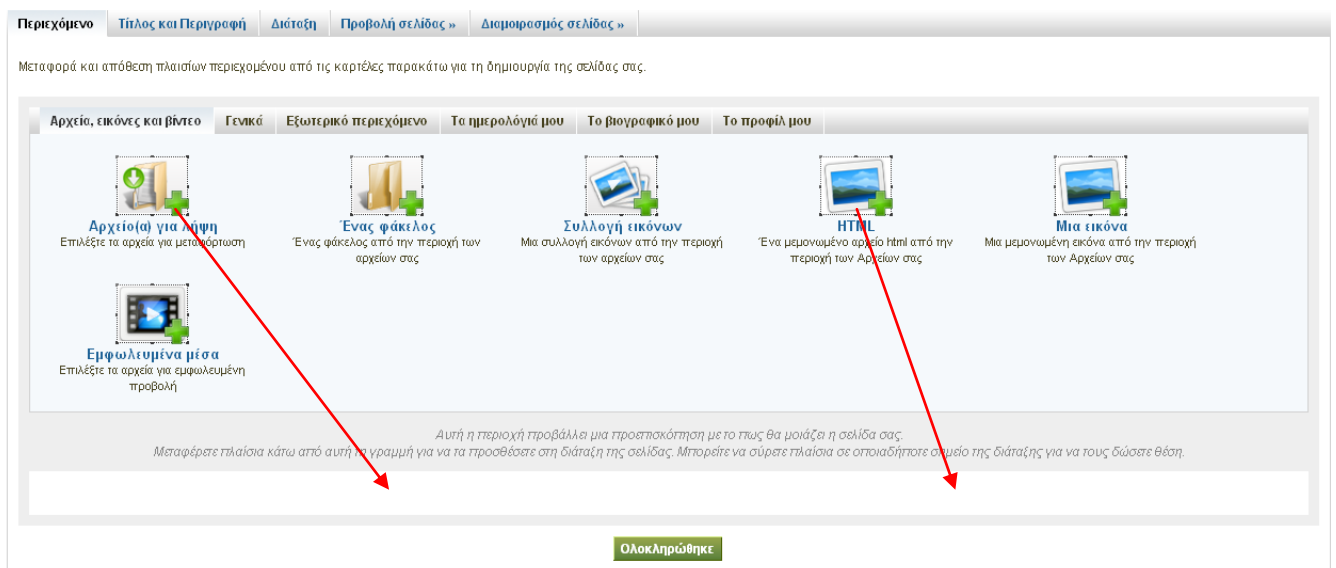 Περιεχόμενο Τίτλος και Περιγραφή Διάταξη Προβολή σελίδας » Διαμοιρασμός σελίδας »
Μεταφορά και απόθεση πλαισίων περιεχομένου από τις καρτέλες παρακάτω για τη δημιουργία της σελίδας σας.
Αρχεία, εικόνες και βίντεο Γενικά Εξωτερικό περιεχόμενο Τα ημερολόγιά μου Το βιογραφικό μου Το προφίλ μου
Αρχείο(α) για λήψη
Επιλέξτε τα αρχεία για μεταφόρτωση
Ένας φάκελος
Ένας φάκελος από την περιοχή των
αρχείων σας
Συλλογή εικόνων
Μια συλλογή εικόνων από την περιοχή
των αρχείων σας
HTML
Ένα μεμονωμένο αρχείο html από την
περιοχή των Αρχείων σας
Μια εικόνα
Μια μεμονωμένη εικόνα από την περιοχή
των Αρχείων σας
Εμφωλευμένα μέσα
Επιλέξτε τα αρχεία για εμφωλευμένη
προβολή
Αυτή η περιοχή προβάλλει μια προεπισκόπηση με το πως θα μοιάζει η σελίδα σας.
Μεταφέρετε πλαίσια κάτω από αυτή τη γραμμή για να τα προσθέσετε στη διάταξη της σελίδας. Μπορείτε να σύρετε πλαίσια σε οποιαδήποτε σημείο της διάταξης για να τους δώσετε θέση.
Ολοκληρώθηκε